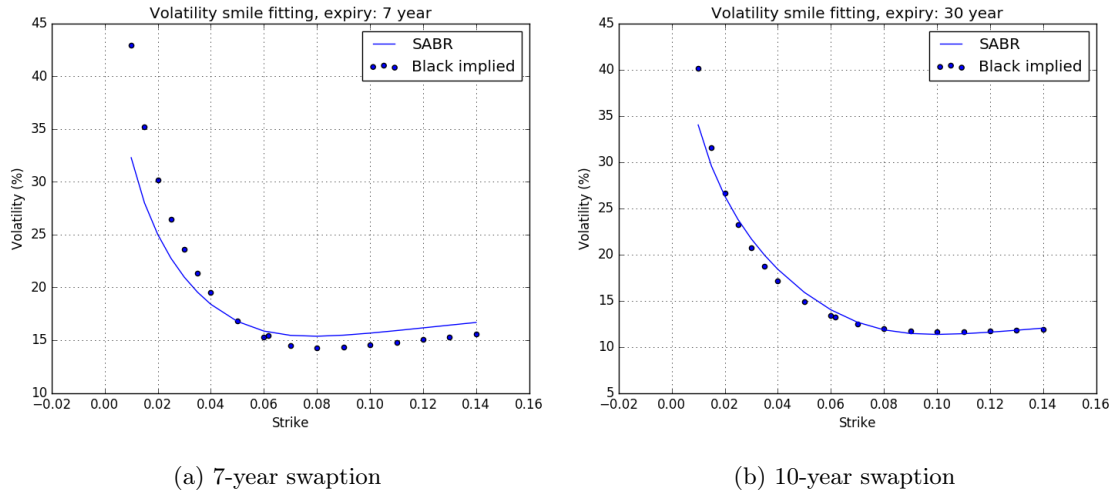 Volatility smile fitting, expiry: 7 year
45
40
35
30
25
20
15
10
Volatility (%)
SABR
Black implied
−0.02 0.00 0.02 0.04 0.06 0.08 0.10 0.12 0.14 0.16
Strike
(a) 7-year swaption
Volatility smile fitting, expiry: 30 year
45
40
35
30
25
20
15
10
5
Volatility (%)
SABR
Black implied
−0.02 0.00 0.02 0.04 0.06 0.08 0.10 0.12 0.14 0.16
Strike
(b) 10-year swaption